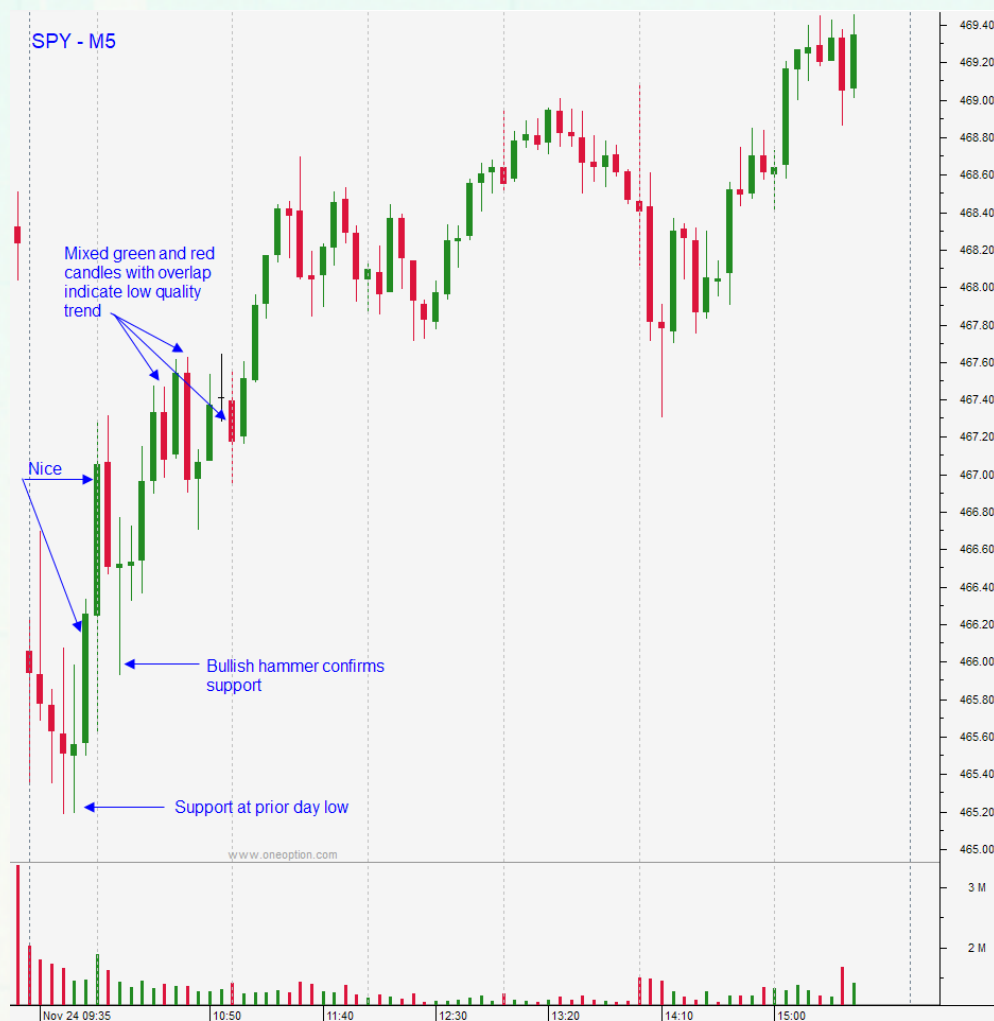 SPY - M5
469.40
469.20
469.00
468.80
468.60
468.40
468.20
468.00
467.80
467.60
467.40
467.20
467.00
466.80
466.60
466.40
466.20
466.00
465.80
465.60
465.40
465.20
465.00
Mixed green and red
candles with overlap
indicate low quality
trend
Nice
Bullish hammer confirms
support
Support at prior day low
www.oneoption.com
3 M
2 M
Nov 24 09:35
10:50
11:40
12:30
13:20
14:10
15:00